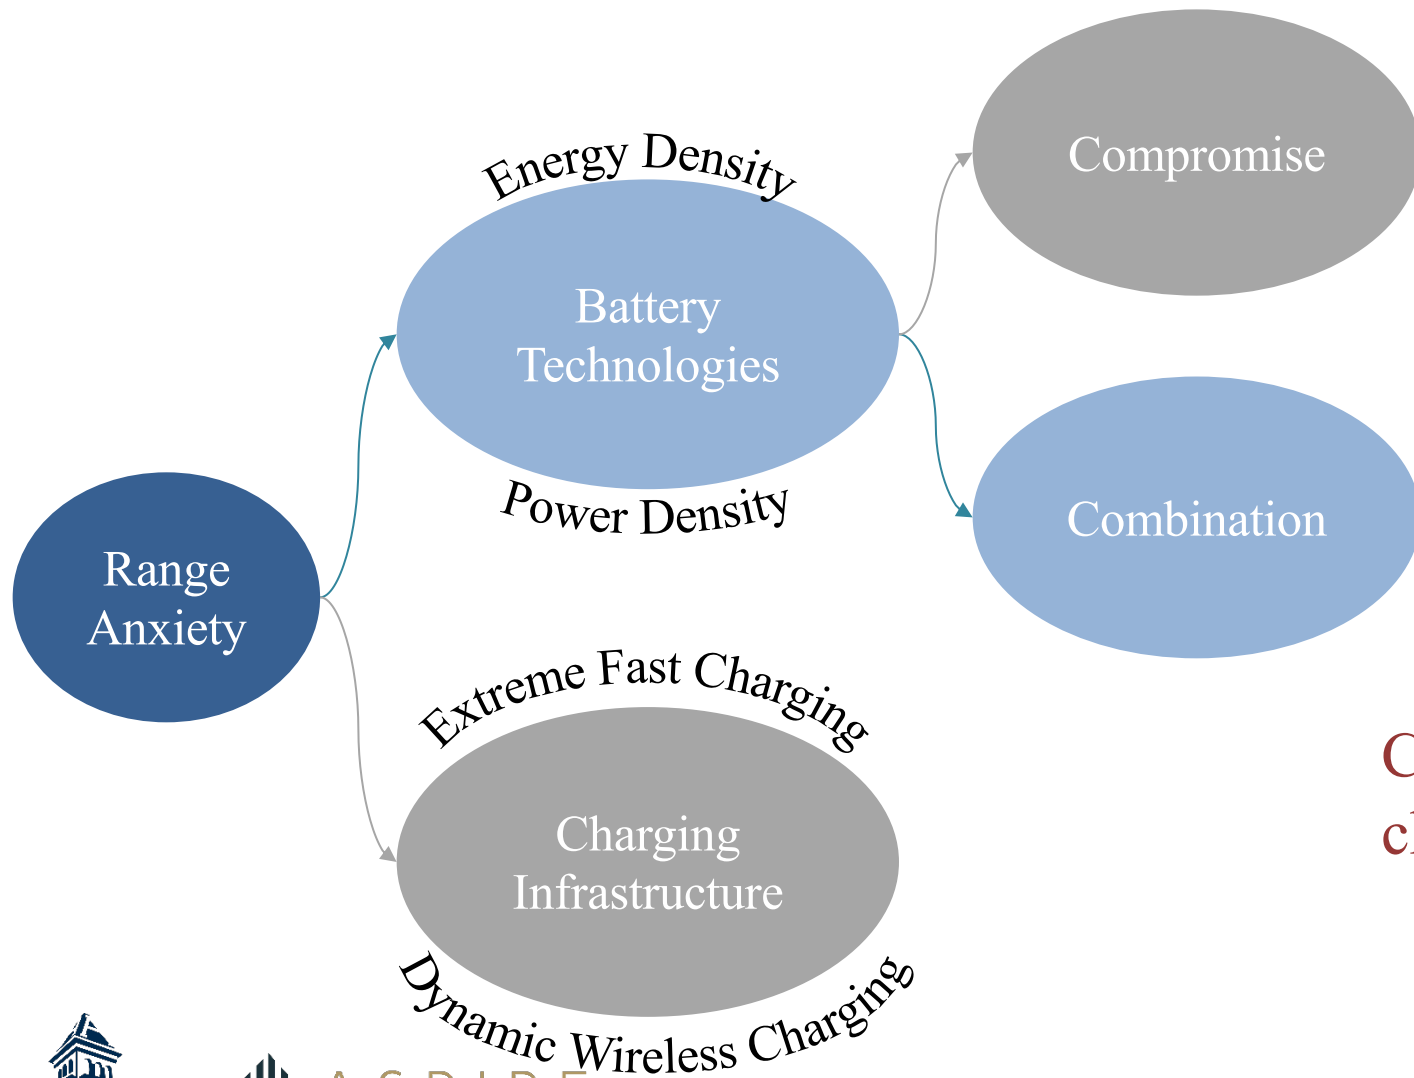 Energy Density
Compromise
Battery
Technologies
Power Density
Combination
Range
Anxiety
Extreme Fast Charging
Charging
Infrastructure
Dynamic Wireless Charging